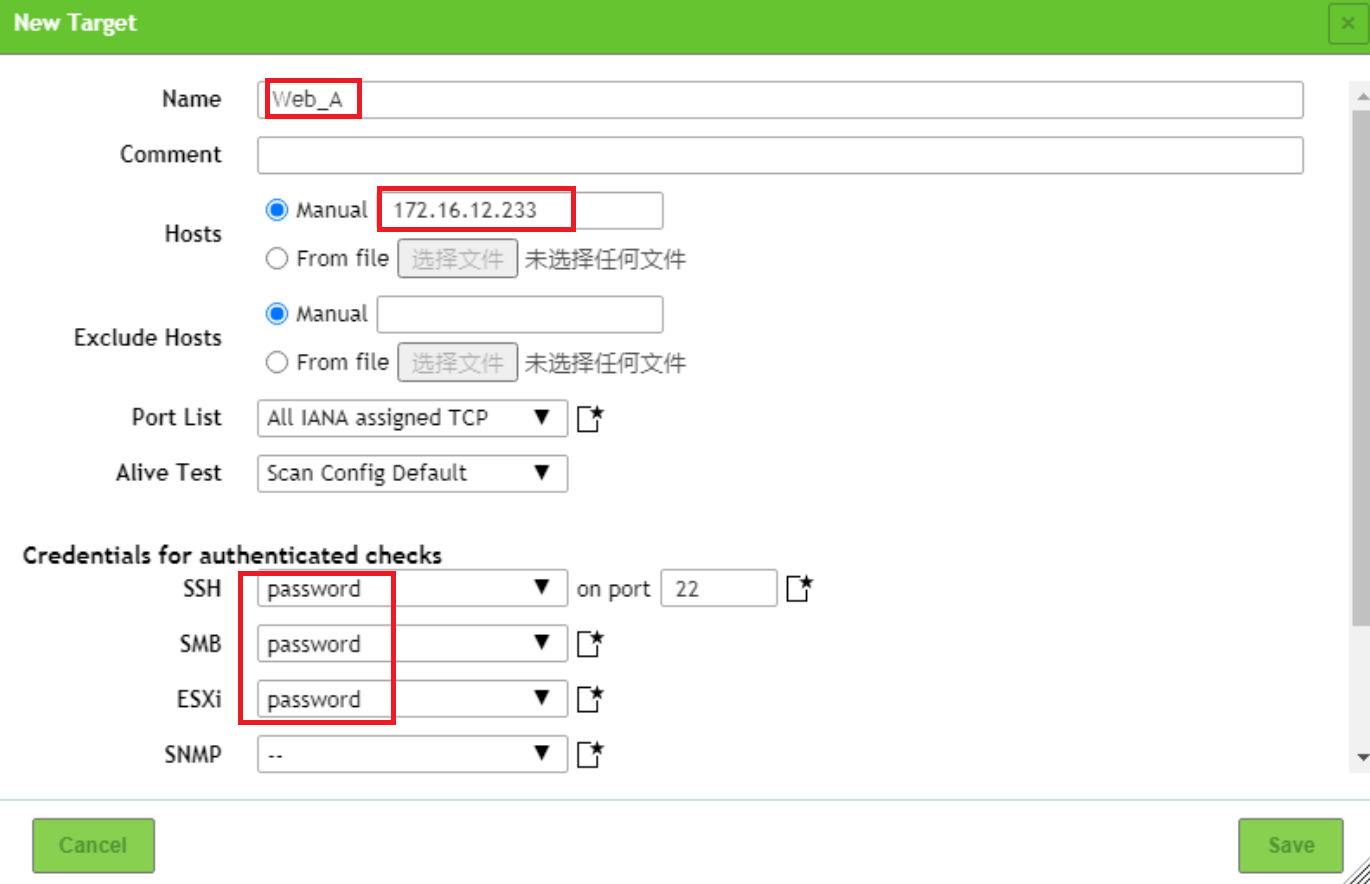 New Target
Name Web_A
Comment
Hosts
Manual 172.16.12.233
From file 选择文件 未选择任何文件
Exclude Hosts
Manual
From file 选择文件 未选择任何文件
Port List All IANA assigned TCP
Alive Test Scan Config Default
Credentials for authenticated checks
SSH password on port 22
SMB password
ESXi password
SNMP --
Cancel Save